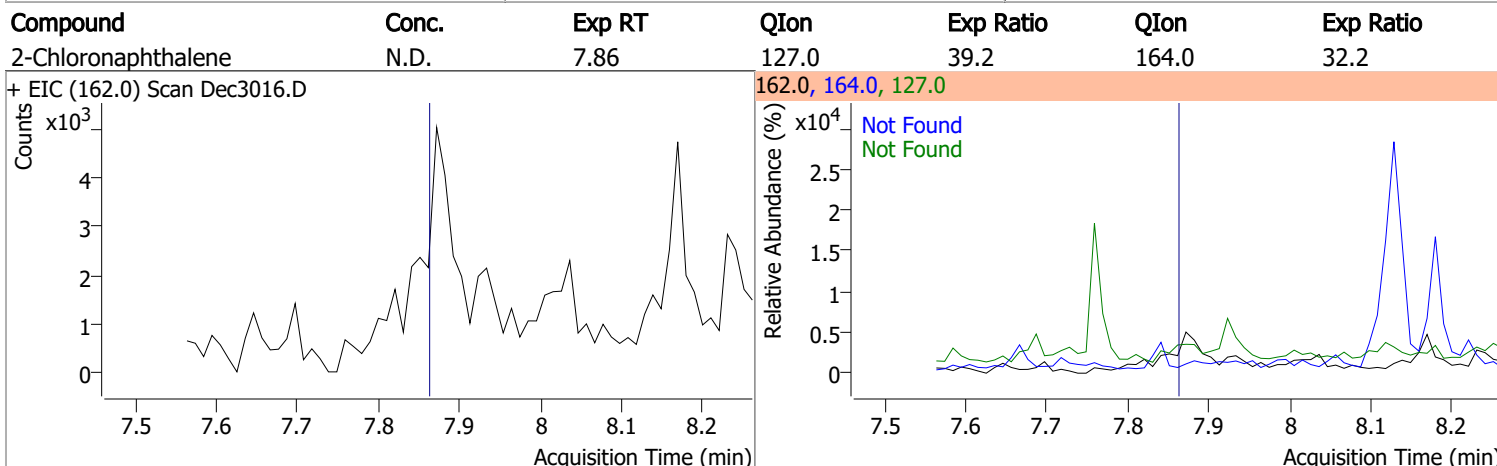 Compound Conc. Exp RT QIon Exp Ratio QIon Exp Ratio
2-Chloronaphthalene N.D. 7.86 127.0 39.2 164.0 32.2
+ EIC (162.0) Scan Dec3016.D
162.0, 164.0, 127.0
Counts
x10³
4
3
2
1
0
7.5 7.6 7.7 7.8 7.9 8 8.1 8.2
Acquisition Time (min)
Relative Abundance (%)
x10⁴
Not Found
Not Found
2.5
2
1.5
1
0.5
0
7.5 7.6 7.7 7.8 7.9 8 8.1 8.2
Acquisition Time (min)